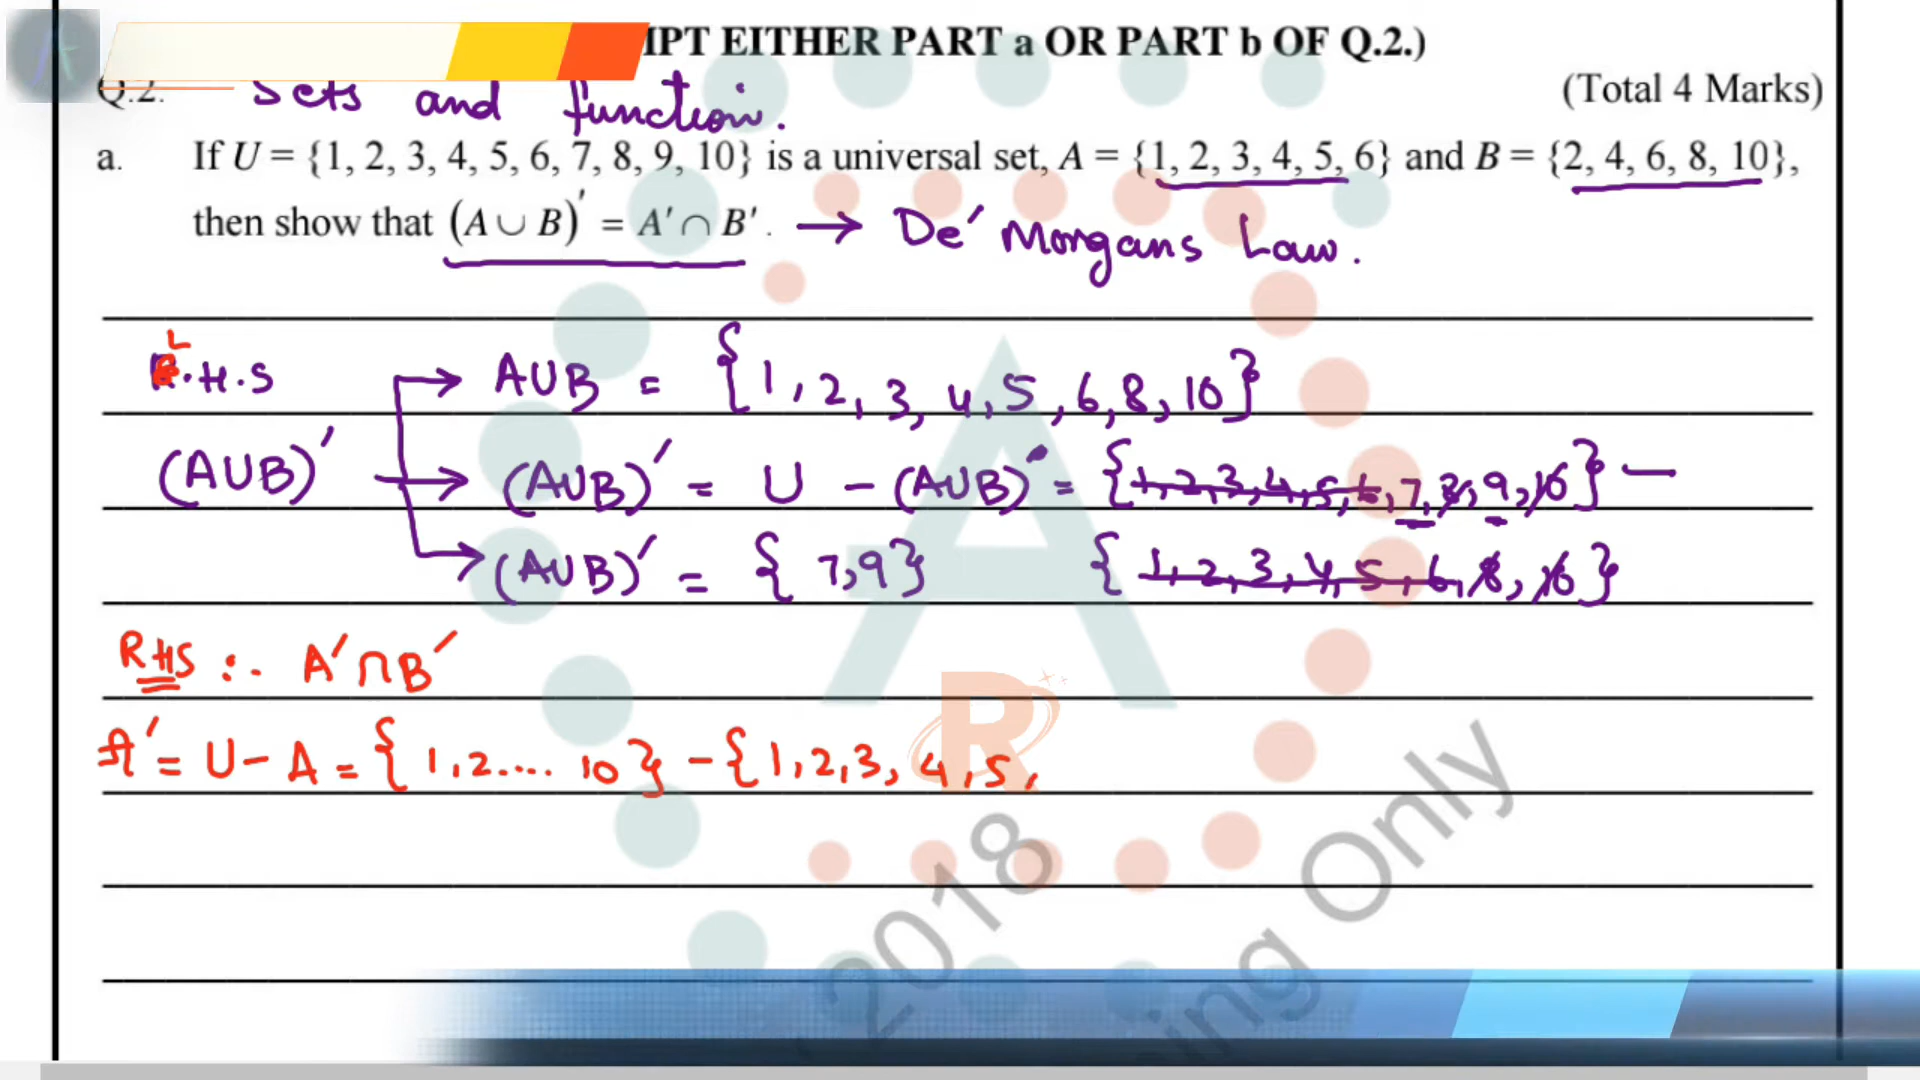 IPT EITHER PART a OR PART b OF Q.2.)
Q.2. Sets and function. (Total 4 Marks)
a. If U = {1, 2, 3, 4, 5, 6, 7, 8, 9, 10} is a universal set, A = {1, 2, 3, 4, 5, 6} and B = {2, 4, 6, 8, 10},
then show that (A ∪ B)′ = A′ ∩ B′. → De′ Morgans Law.
L.H.S → AUB = {1, 2, 3, 4, 5, 6, 8, 10}
(AUB)′ → (AUB)′ = U - (AUB) = {1, 2, 3, 4, 5, 6, 7, 8, 9, 10} -
→ (AUB)′ = {7, 9} {1, 2, 3, 4, 5, 6, 8, 10}
RHS :- A′∩B′
A′ = U - A = {1, 2 .... 10} - {1, 2, 3, 4, 5,
R
2018
ing Only